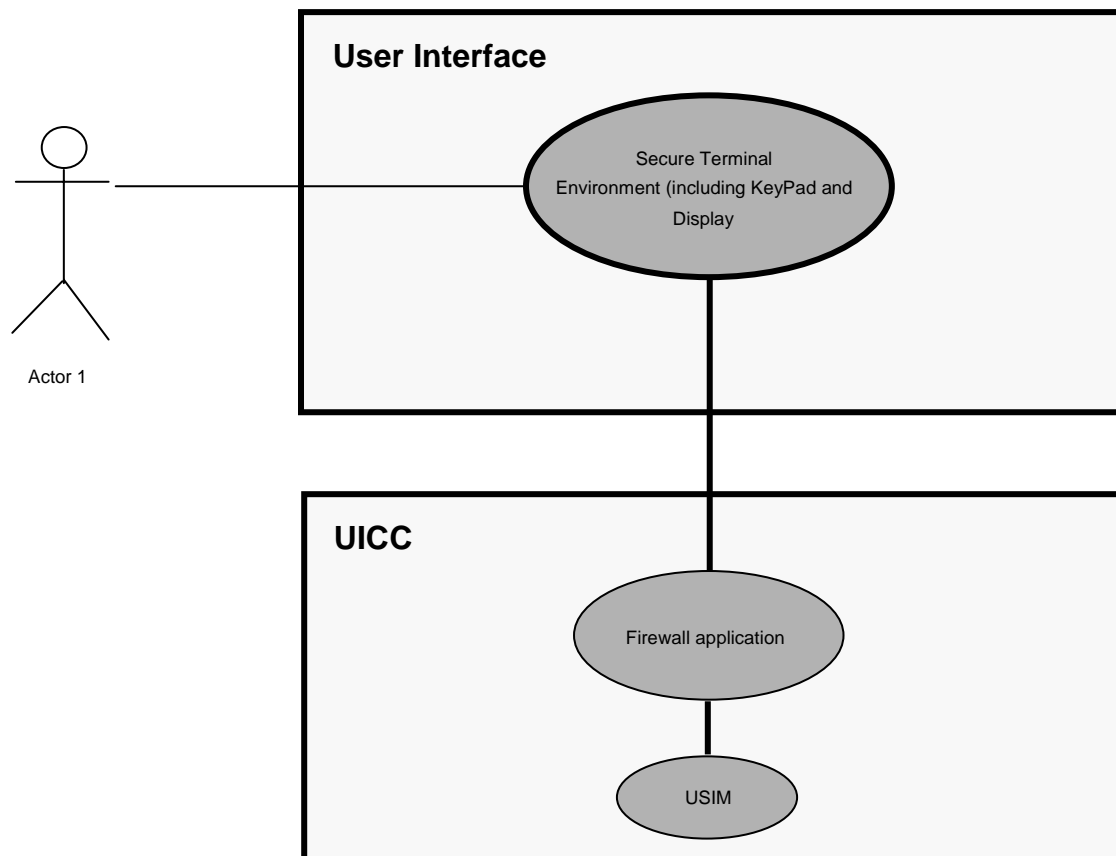 User Interface
Secure Terminal
Environment (including KeyPad and
Display
Actor 1
UICC
Firewall application
USIM